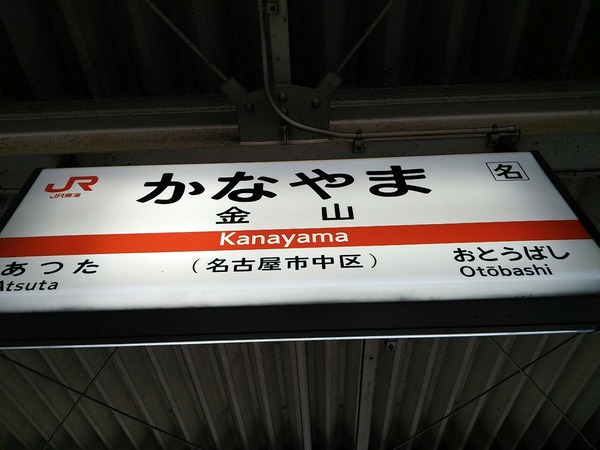 JR
JR東海
かなやま
名
金山
Kanayama
あつた
Atsuta
（名古屋市中区）
おとうばし
Otōbashi